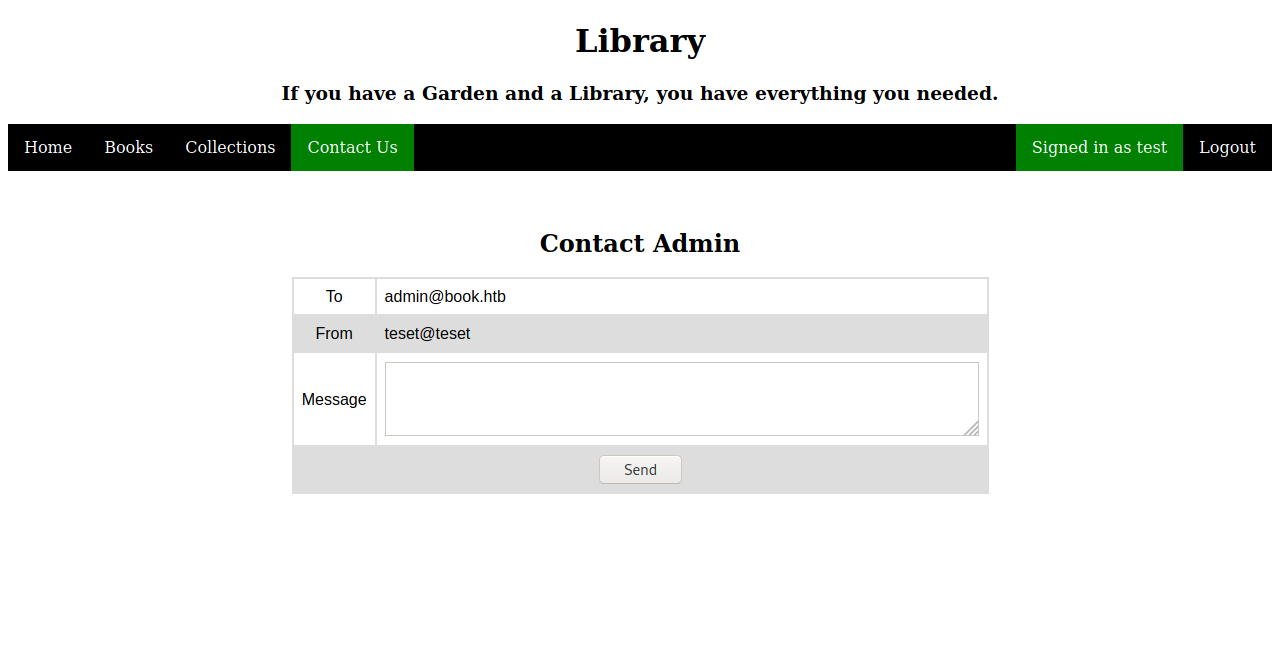 Library
If you have a Garden and a Library, you have everything you needed.
Home Books Collections Contact Us Signed in as test Logout
Contact Admin
To admin@book.htb
From teset@teset
Message
Send